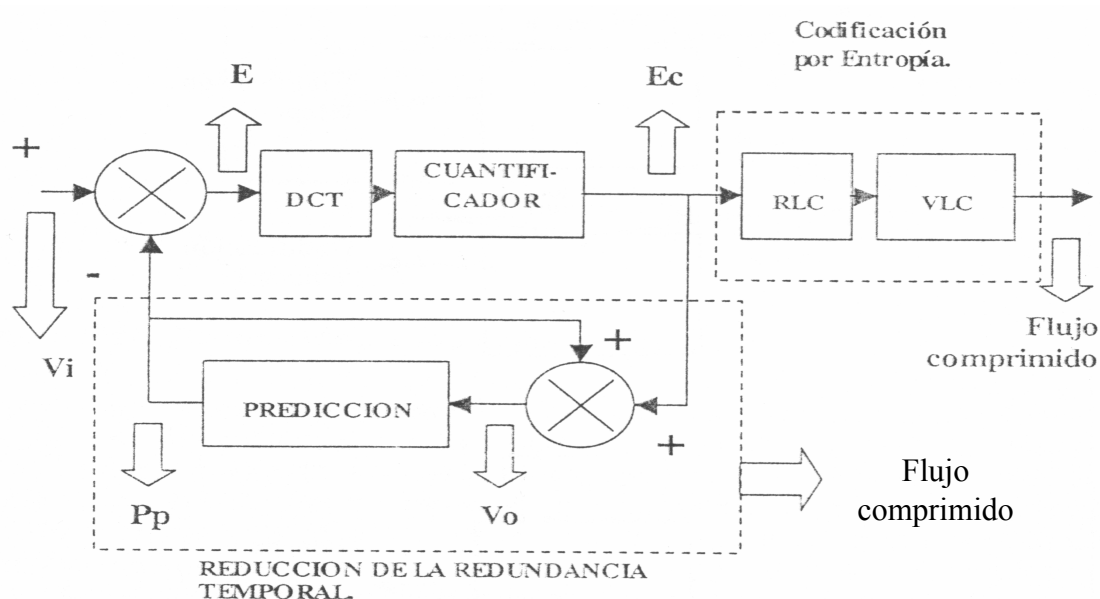 Codificación
por Entropía.
E
Ec
+
DCT
CUANTIFI-
CADOR
RLC
VLC
-
Vi
+
Flujo
comprimido
PREDICCION
+
Pp
Vo
Flujo
comprimido
REDUCCION DE LA REDUNDANCIA
TEMPORAL.